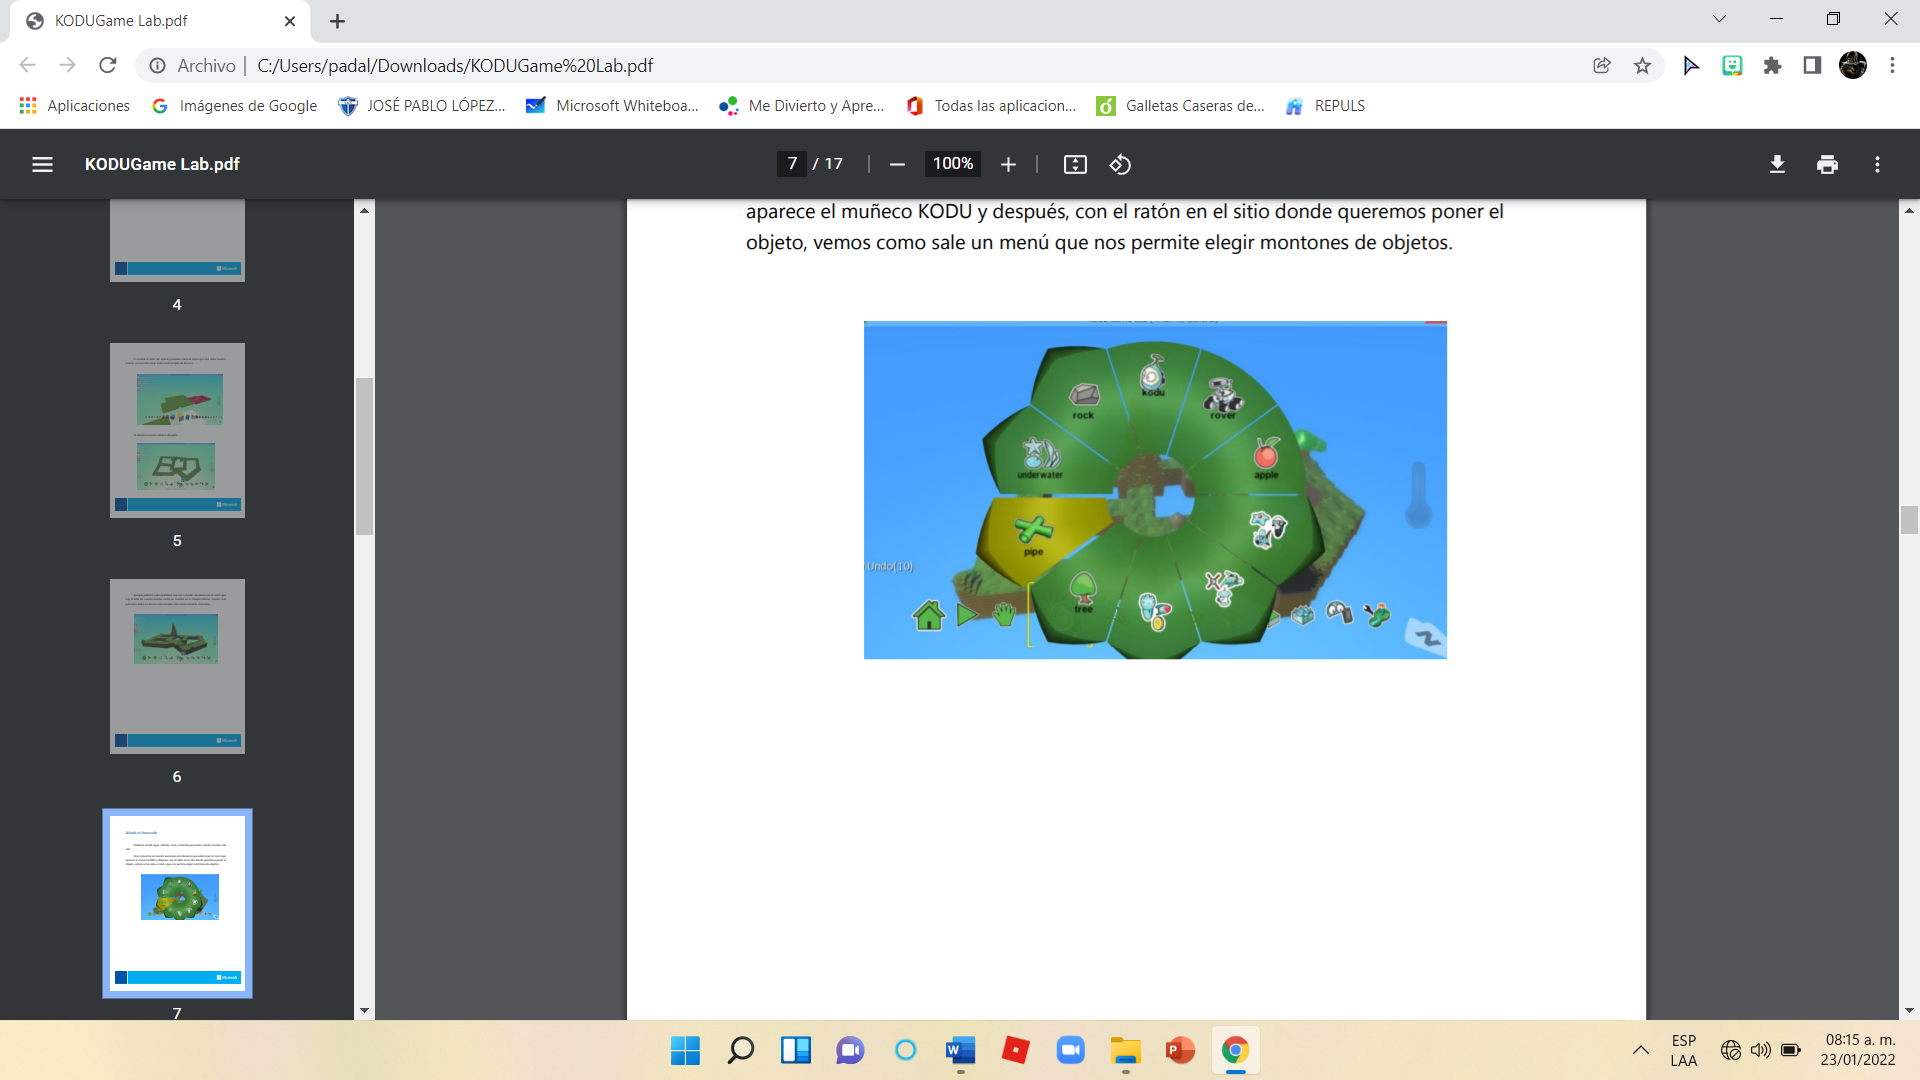 KODUGame Lab.pdf
Archivo | C:/Users/padal/Downloads/KODUGame%20Lab.pdf
Aplicaciones Imágenes de Google JOSÉ PABLO LÓPEZ... Microsoft Whiteboa... Me Divierto y Apre... Todas las aplicacion... Galletas Caseras de... REPULS
KODUGame Lab.pdf 7 / 17 100%
aparece el muñeco KODU y después, con el ratón en el sitio donde queremos poner el
objeto, vemos como sale un menú que nos permite elegir montones de objetos.
kodu
rock
rover
underwater
apple
pipe
Undo(10)
tree
4
5
6
7
Microsoft
ESP
LAA
08:15 a. m.
23/01/2022